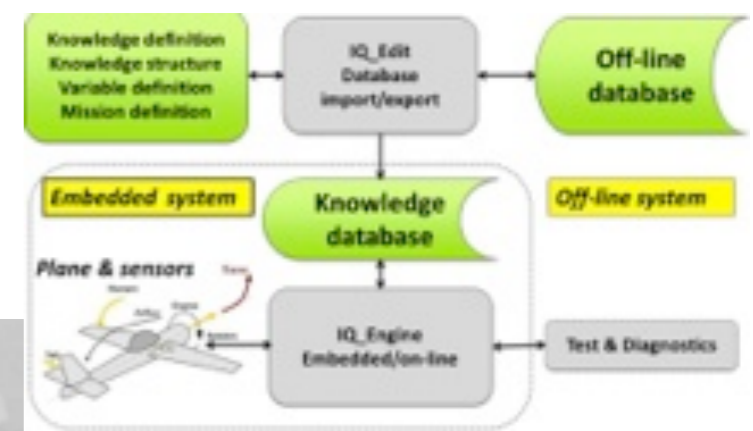 Knowledge definition
Knowledge structure
Variable definition
Mission definition
IQ_Edit
Database
import/export
Off-line
database
Embedded system
Knowledge
database
Off-line system
Plane & sensors
IQ_Engine
Embedded/on-line
Test & Diagnostics